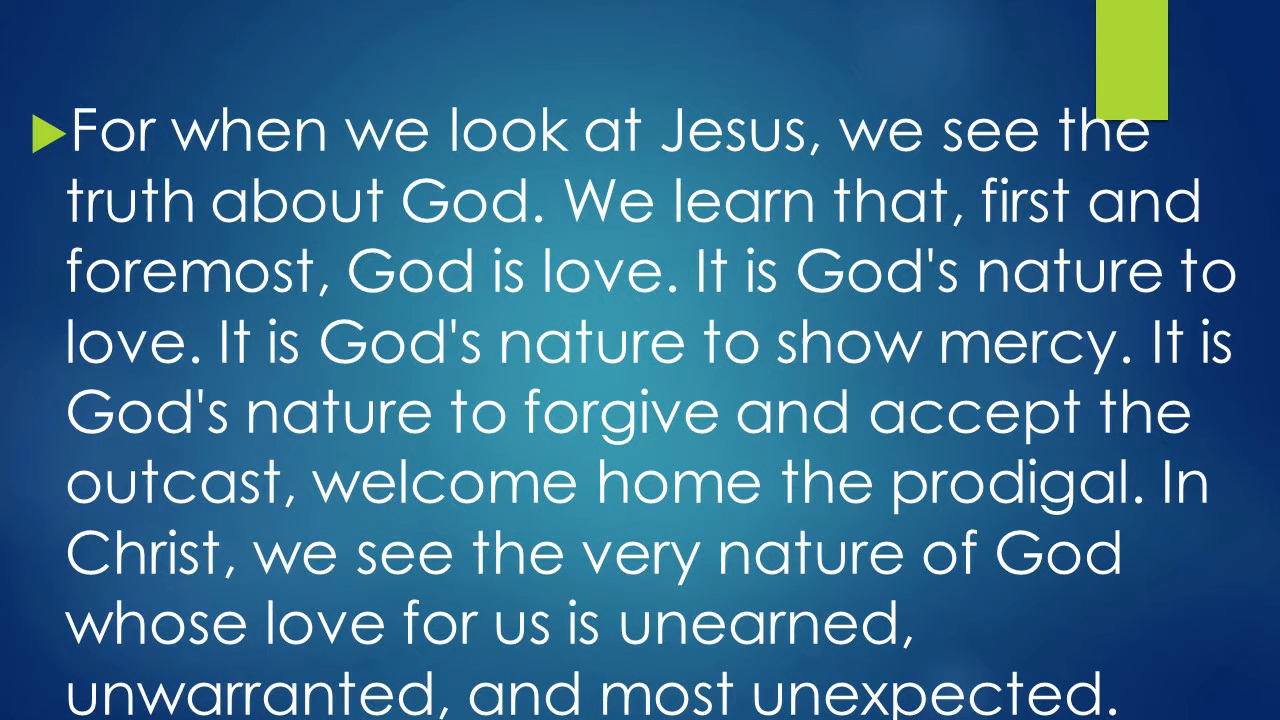 For when we look at Jesus, we see the
truth about God. We learn that, first and
foremost, God is love. It is God's nature to
love. It is God's nature to show mercy. It is
God's nature to forgive and accept the
outcast, welcome home the prodigal. In
Christ, we see the very nature of God
whose love for us is unearned,
unwarranted, and most unexpected.